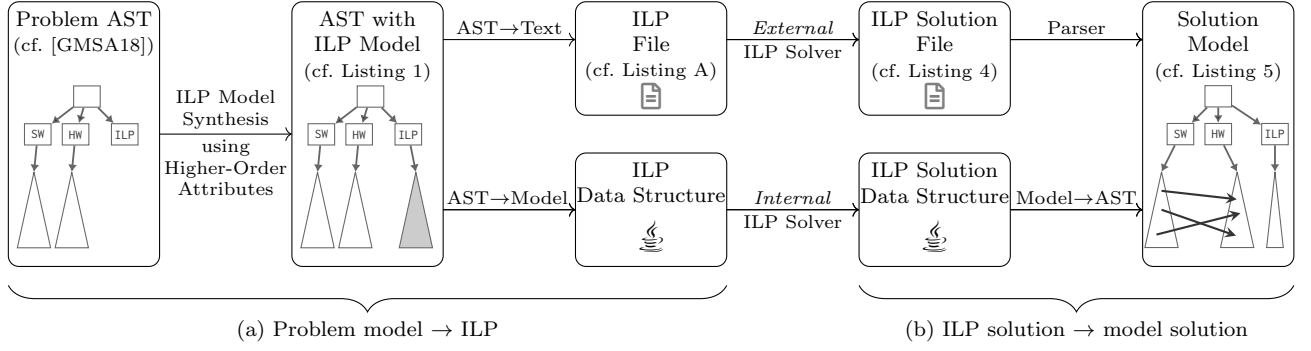 Problem AST
(cf. [GMSA18])
SW
HW
ILP
ILP Model
Synthesis
using
Higher-Order
Attributes
AST with
ILP Model
(cf. Listing 1)
SW
HW
ILP
AST→Text
AST→Model
ILP
File
(cf. Listing A)
ILP
Data Structure
External
ILP Solver
Internal
ILP Solver
ILP Solution
File
(cf. Listing 4)
ILP Solution
Data Structure
Parser
Model→AST
Solution
Model
(cf. Listing 5)
SW
HW
ILP
(a) Problem model → ILP
(b) ILP solution → model solution